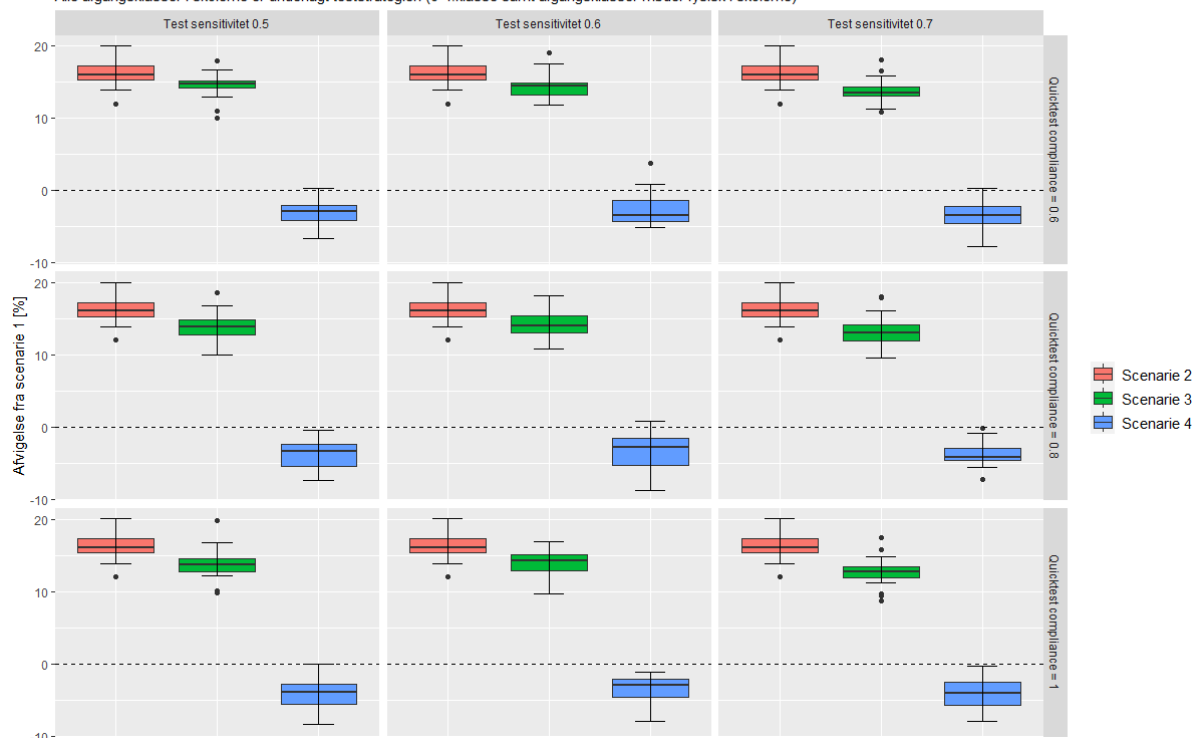 Test sensitivitet 0.5
Test sensitivitet 0.6
Test sensitivitet 0.7
20
10
0
-10
Quicktest compliance = 0.6
Afvigelse fra scenarie 1 [%]
20
10
0
-10
Quicktest compliance = 0.8
20
10
0
-10
Quicktest compliance = 1
Scenarie 2
Scenarie 3
Scenarie 4